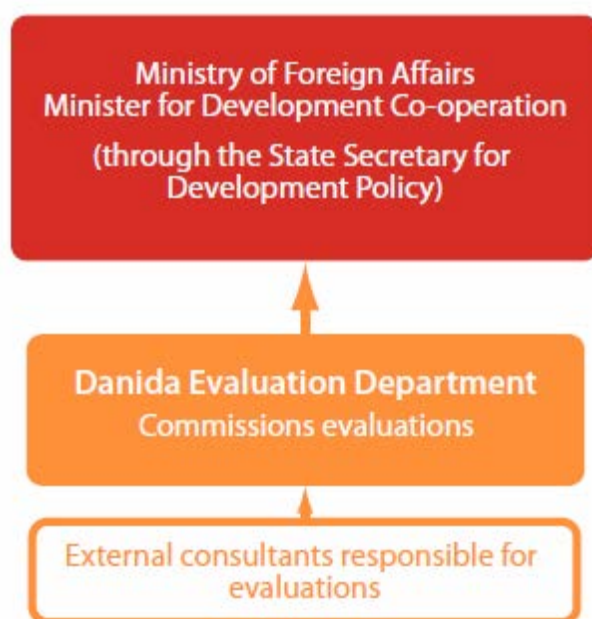 Ministry of Foreign Affairs
Minister for Development Co-operation
(through the State Secretary for
Development Policy)
Danida Evaluation Department
Commissions evaluations
External consultants responsible for
evaluations